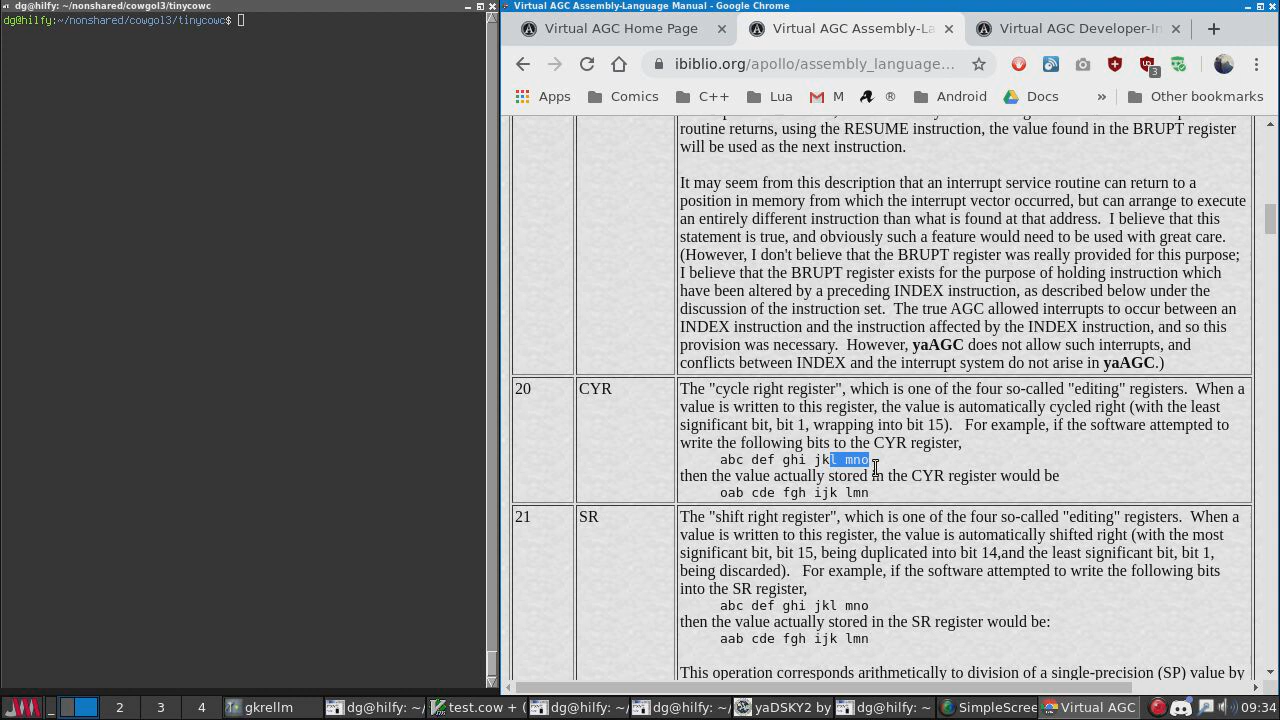 dg@hilfy: ~/nonshared/cowgol3/tinycowc
dg@hilfy:~/nonshared/cowgol3/tinycowc$
Virtual AGC Assembly-Language Manual - Google Chrome
Virtual AGC Home Page
Virtual AGC Assembly-La
Virtual AGC Developer-In
ibiblio.org/apollo/assembly_language...
3
Apps Comics C++ Lua M ® Android Docs » Other bookmarks
routine returns, using the RESUME instruction, the value found in the BRUPT register
will be used as the next instruction.
It may seem from this description that an interrupt service routine can return to a
position in memory from which the interrupt vector occurred, but can arrange to execute
an entirely different instruction than what is found at that address. I believe that this
statement is true, and obviously such a feature would need to be used with great care.
(However, I don't believe that the BRUPT register was really provided for this purpose;
I believe that the BRUPT register exists for the purpose of holding instruction which
have been altered by a preceding INDEX instruction, as described below under the
discussion of the instruction set. The true AGC allowed interrupts to occur between an
INDEX instruction and the instruction affected by the INDEX instruction, and so this
provision was necessary. However, yaAGC does not allow such interrupts, and
conflicts between INDEX and the interrupt system do not arise in yaAGC.)
20 CYR The "cycle right register", which is one of the four so-called "editing" registers. When a
value is written to this register, the value is automatically cycled right (with the least
significant bit, bit 1, wrapping into bit 15). For example, if the software attempted to
write the following bits to the CYR register,
abc def ghi jkl mno
then the value actually stored in the CYR register would be
oab cde fgh ijk lmn
21 SR The "shift right register", which is one of the four so-called "editing" registers. When a
value is written to this register, the value is automatically shifted right (with the most
significant bit, bit 15, being duplicated into bit 14,and the least significant bit, bit 1,
being discarded). For example, if the software attempted to write the following bits
into the SR register,
abc def ghi jkl mno
then the value actually stored in the SR register would be:
aab cde fgh ijk lmn
This operation corresponds arithmetically to division of a single-precision (SP) value by
2 3 4 gkrellm dg@hilfy: ~/ test.cow + ( dg@hilfy: ~/ dg@hilfy: ~/ yaDSKY2 b dg@hilfy: ~ SimpleScree Virtual AGC 09:34